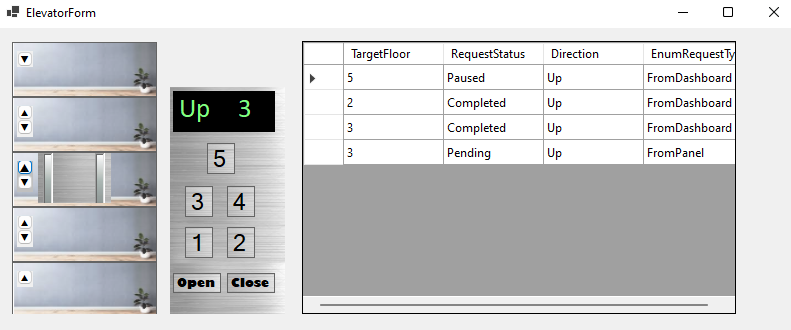 ElevatorForm
▼
▲
▼
▲
▼
▲
▼
▲
Up 3
5
3 4
1 2
Open Close
TargetFloor RequestStatus Direction EnumRequestTy
5 Paused Up FromDashboard
2 Completed Up FromDashboard
3 Completed Up FromDashboard
3 Pending Up FromPanel